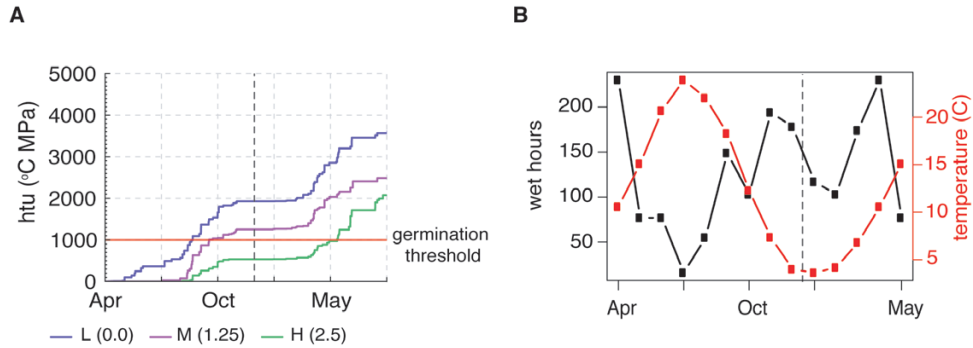 A
5000
4000
3000
2000
1000
0
htu (ºC MPa)
Apr
Oct
May
germination
threshold
L (0.0) M (1.25) H (2.5)
B
200
150
100
50
wet hours
20
15
10
5
temperature (C)
Apr
Oct
May